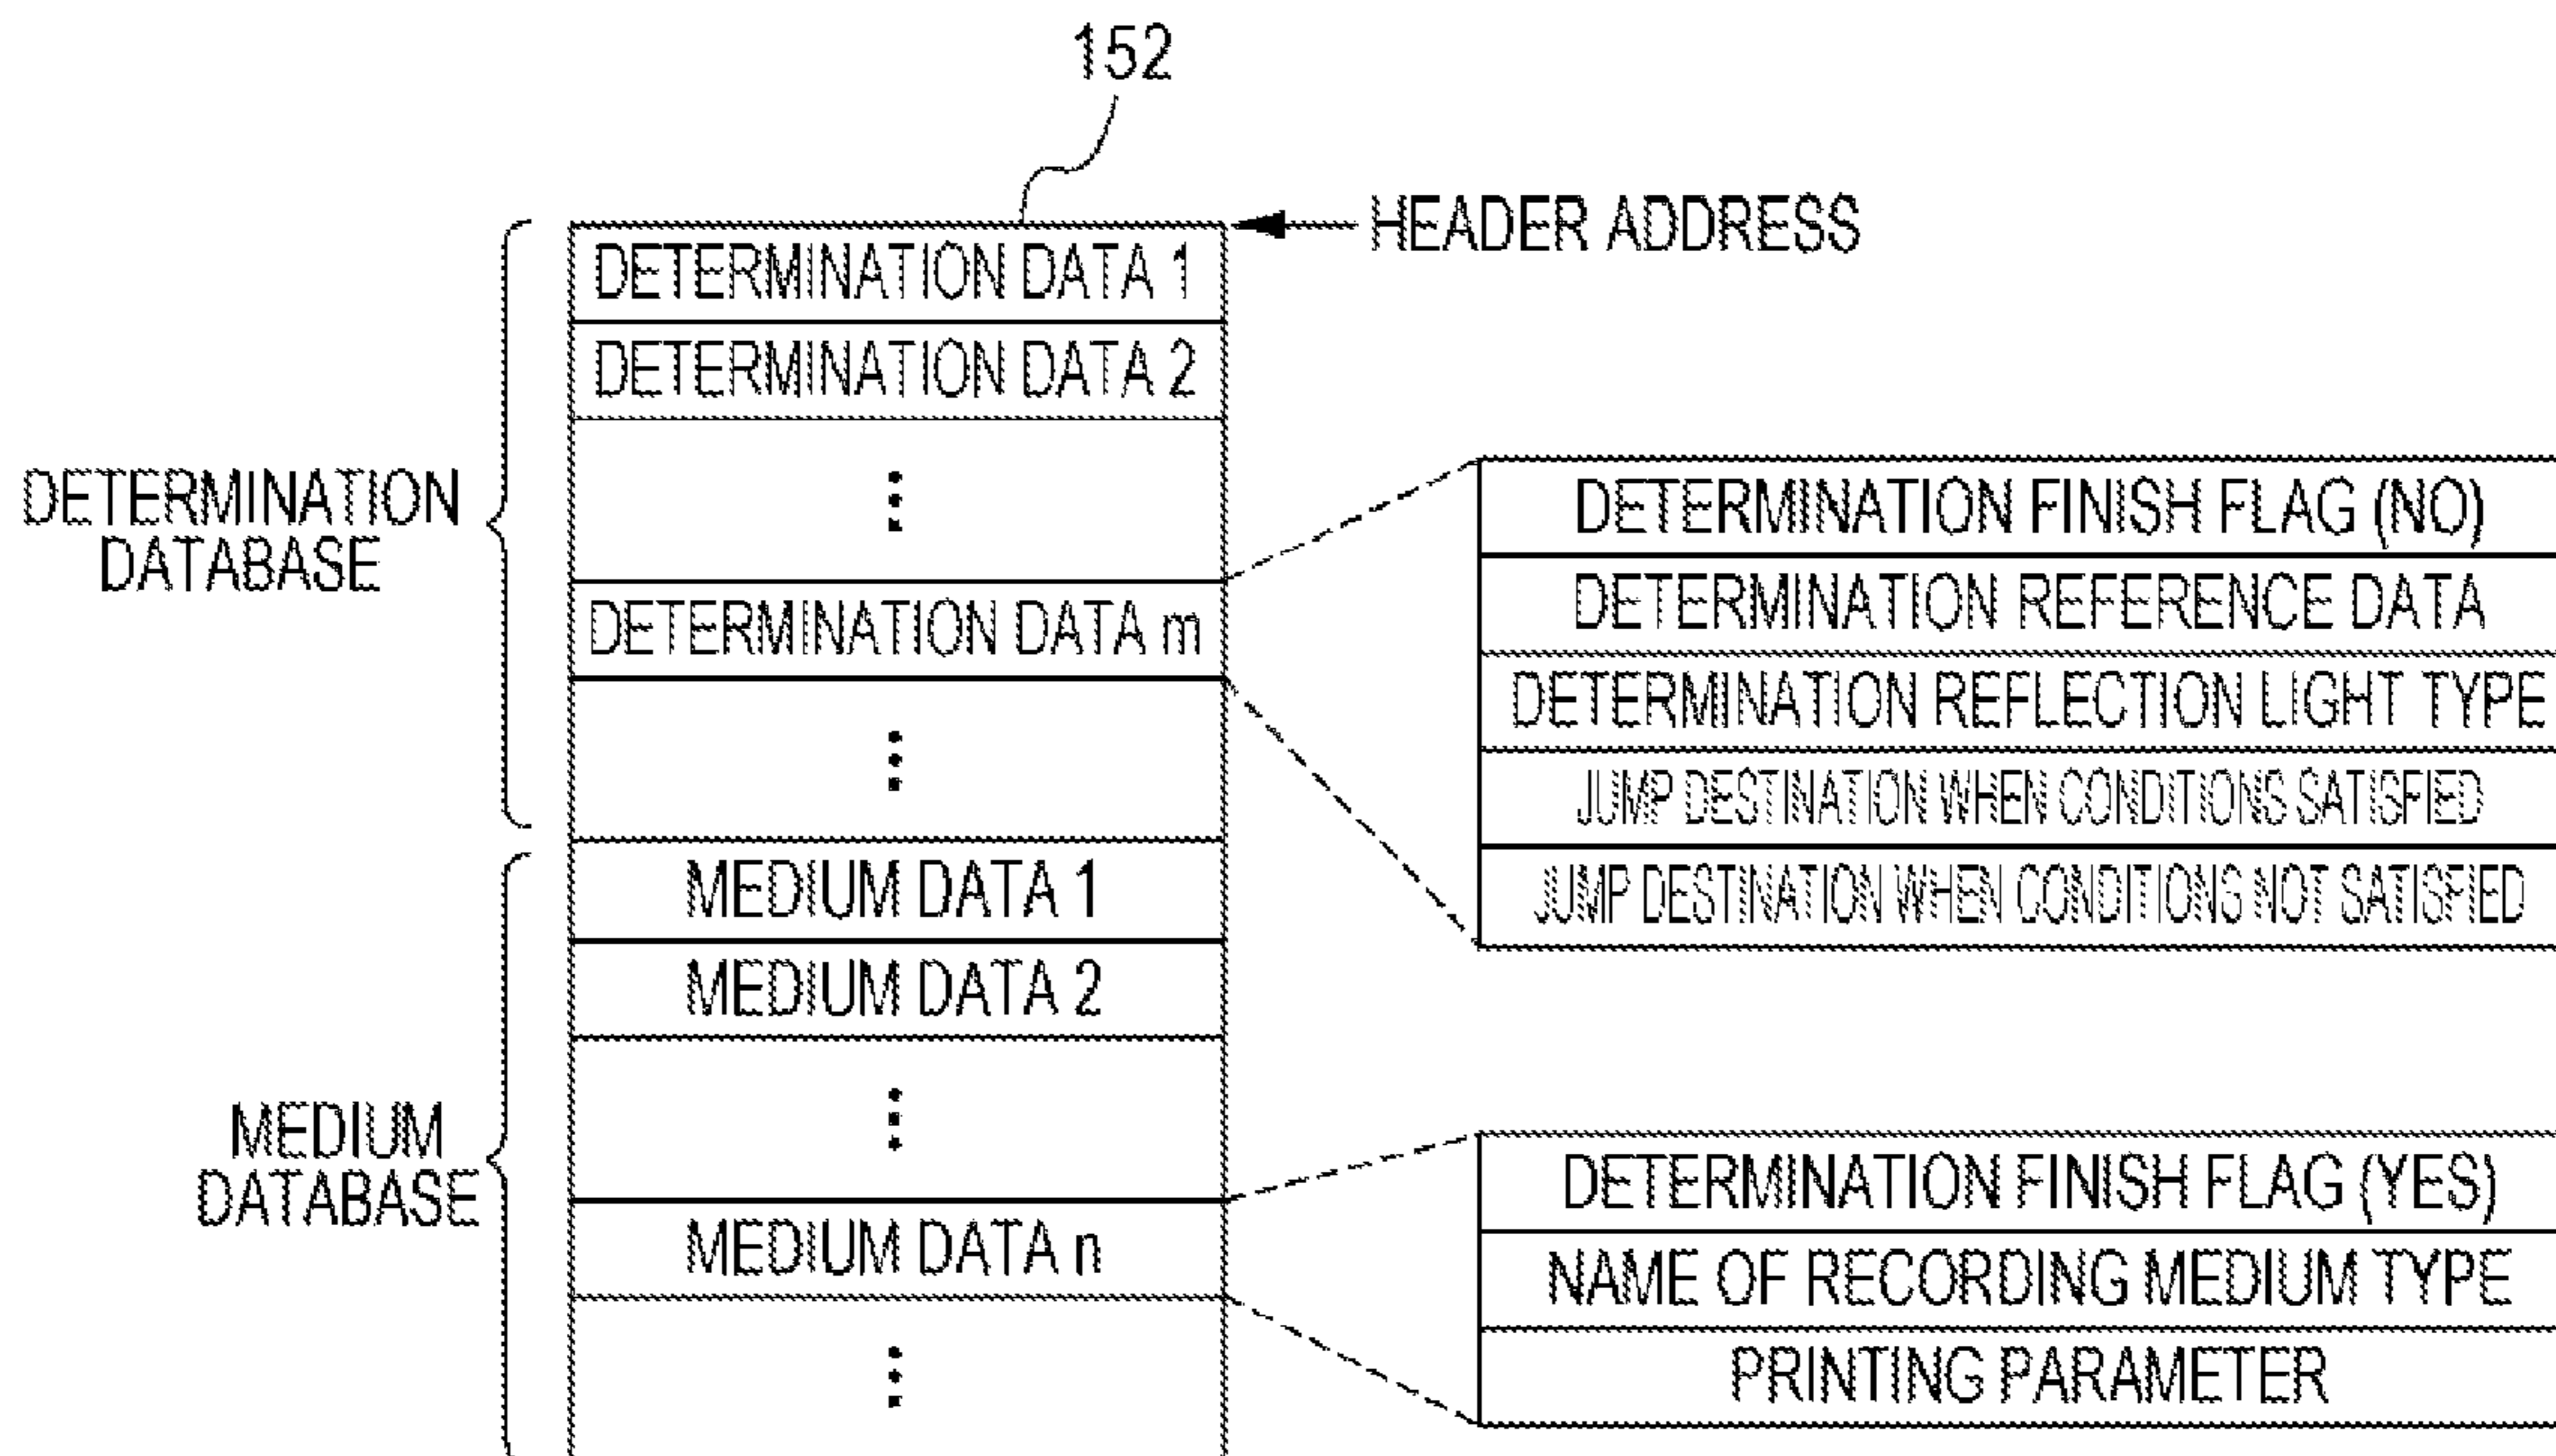 152
HEADER ADDRESS
DETERMINATION DATA 1
DETERMINATION DATA 2
DETERMINATION
DATABASE
DETERMINATION DATA m
DETERMINATION FINISH FLAG (NO)
DETERMINATION REFERENCE DATA
DETERMINATION REFLECTION LIGHT TYPE
JUMP DESTINATION WHEN CONDITIONS SATISFIED
JUMP DESTINATION WHEN CONDITIONS NOT SATISFIED
MEDIUM DATA 1
MEDIUM DATA 2
MEDIUM
DATABASE
MEDIUM DATA n
DETERMINATION FINISH FLAG (YES)
NAME OF RECORDING MEDIUM TYPE
PRINTING PARAMETER